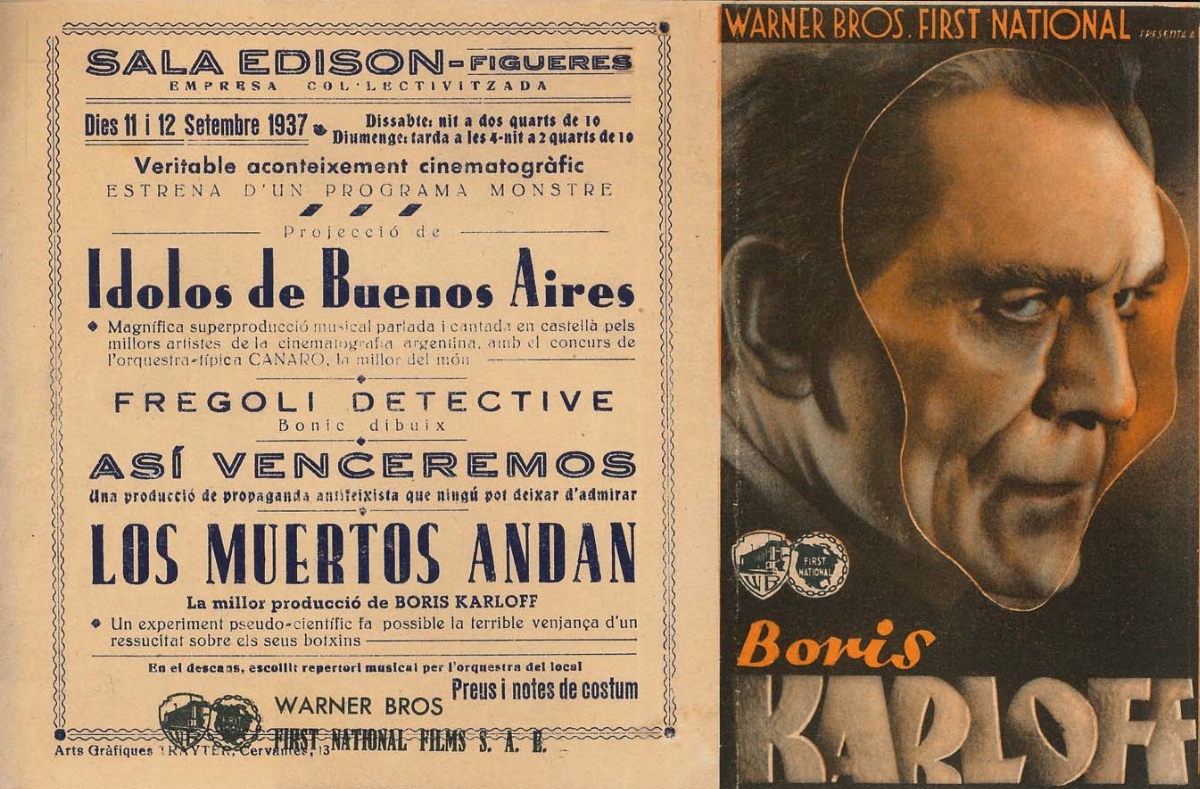 SALA EDISON-FIGUERES
EMPRESA COL·LECTIVITZADA
Dies 11 i 12 Setembre 1937
Dissabte: nit a dos quarts de 10
Diumenge: tarda a les 4-nit a 2 quarts de 10
Veritable aconteixement cinematogràfic
ESTRENA D'UN PROGRAMA MONSTRE
Projecció de
Idolos de Buenos Aires
Magnífica superproducció musical parlada i cantada en castellà pels
millors artistes de la cinematografia argentina, amb el concurs de
l'orquestra-típica CANARO, la millor del món
FREGOLI DETECTIVE
Bonic dibuix
ASÍ VENCEREMOS
Una producció de propaganda antifeixista que ningú pot deixar d'admirar
LOS MUERTOS ANDAN
La millor producció de BORIS KARLOFF
Un experiment pseudo-científic fa possible la terrible venjança d'un
ressucitat sobre els seus botxins
En el descans, escollit repertori musical per l'orquestra del local
Preus i notes de costum
WARNER BROS
FIRST NATIONAL FILMS S. A. E.
Arts Gràfiques TRAYTER, Cervantes, 13
WARNER BROS. FIRST NATIONAL PRESENTA A
WB
FIRST
NATIONAL
Boris
KARLOFF